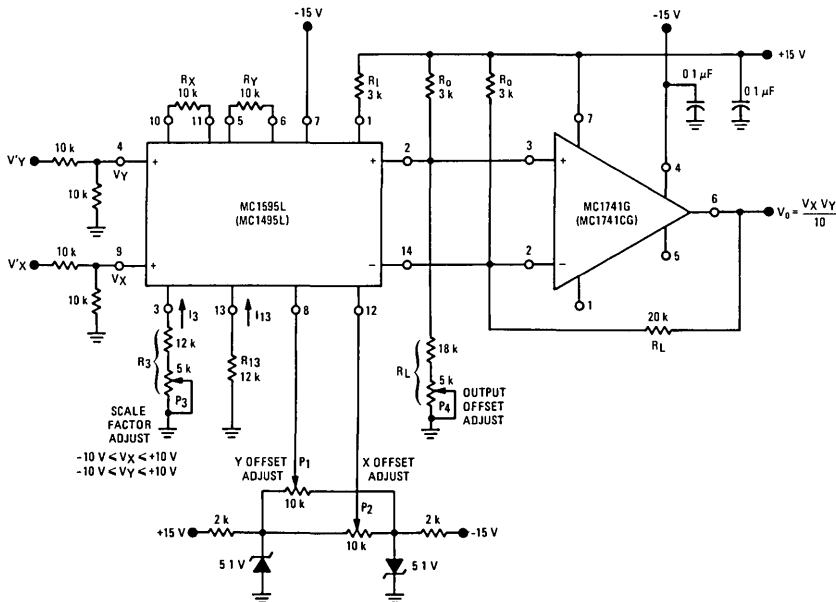 -15 V
-15 V
+15 V
RX
10 k
RY
10 k
RI
3 k
RO
3 k
RO
3 k
0 1 µF
0 1 µF
10
11
5
6
7
1
7
4
V'Y
10 k
4
VY
+
10 k
MC1595L
(MC1495L)
+
2
3
+
MC1741G
(MC1741CG)
6
VO = VX VY
10
V'X
10 k
9
VX
+
10 k
−
14
2
−
5
1
3
I3
13
I13
8
12
20 k
RL
R3
12 k
5 k
P3
R13
12 k
18 k
RL
5 k
P4
OUTPUT
OFFSET
ADJUST
SCALE
FACTOR
ADJUST
-10 V ⩽ VX ⩽ +10 V
-10 V ⩽ VY ⩽ +10 V
Y OFFSET
ADJUST
P1
X OFFSET
ADJUST
10 k
P2
+15 V
2 k
10 k
2 k
-15 V
5 1 V
5 1 V